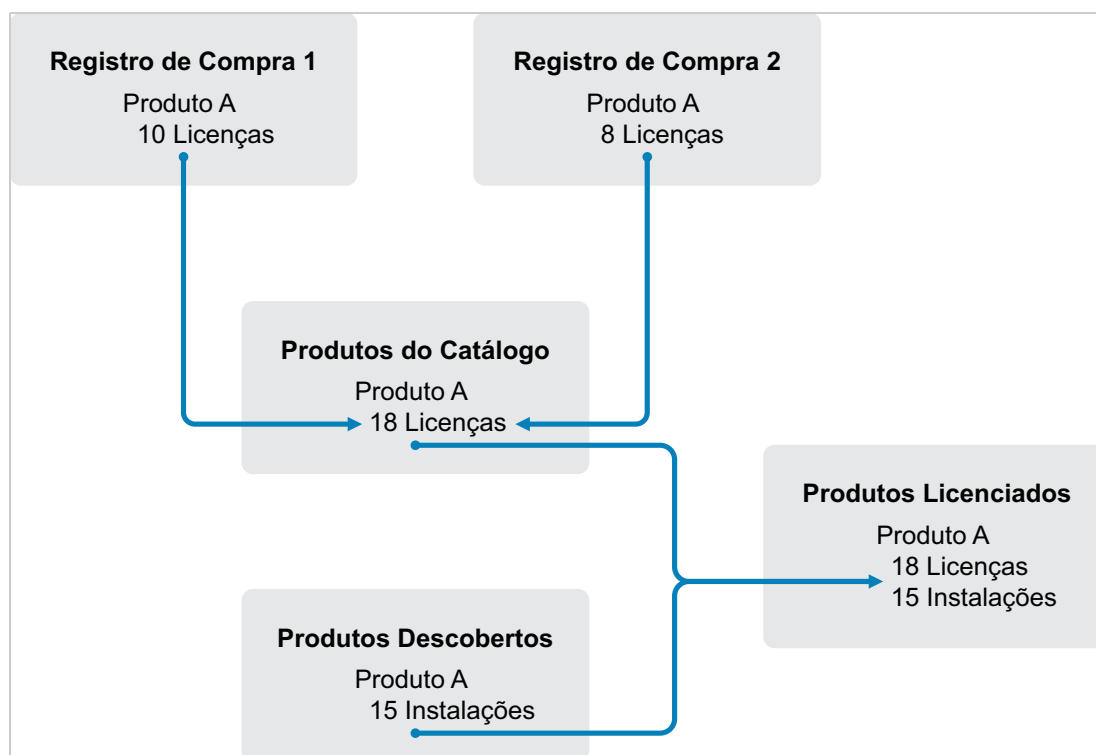 Registro de Compra 1
Produto A
10 Licenças
Registro de Compra 2
Produto A
8 Licenças
Produtos do Catálogo
Produto A
18 Licenças
Produtos Licenciados
Produto A
18 Licenças
15 Instalações
Produtos Descobertos
Produto A
15 Instalações